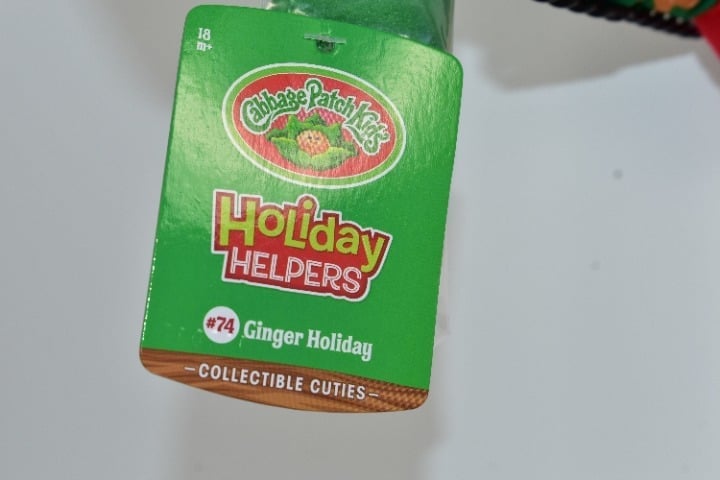 18
m+
Cabbage Patch Kids
Holiday
HELPERS
#74 Ginger Holiday
–COLLECTIBLE CUTIES–